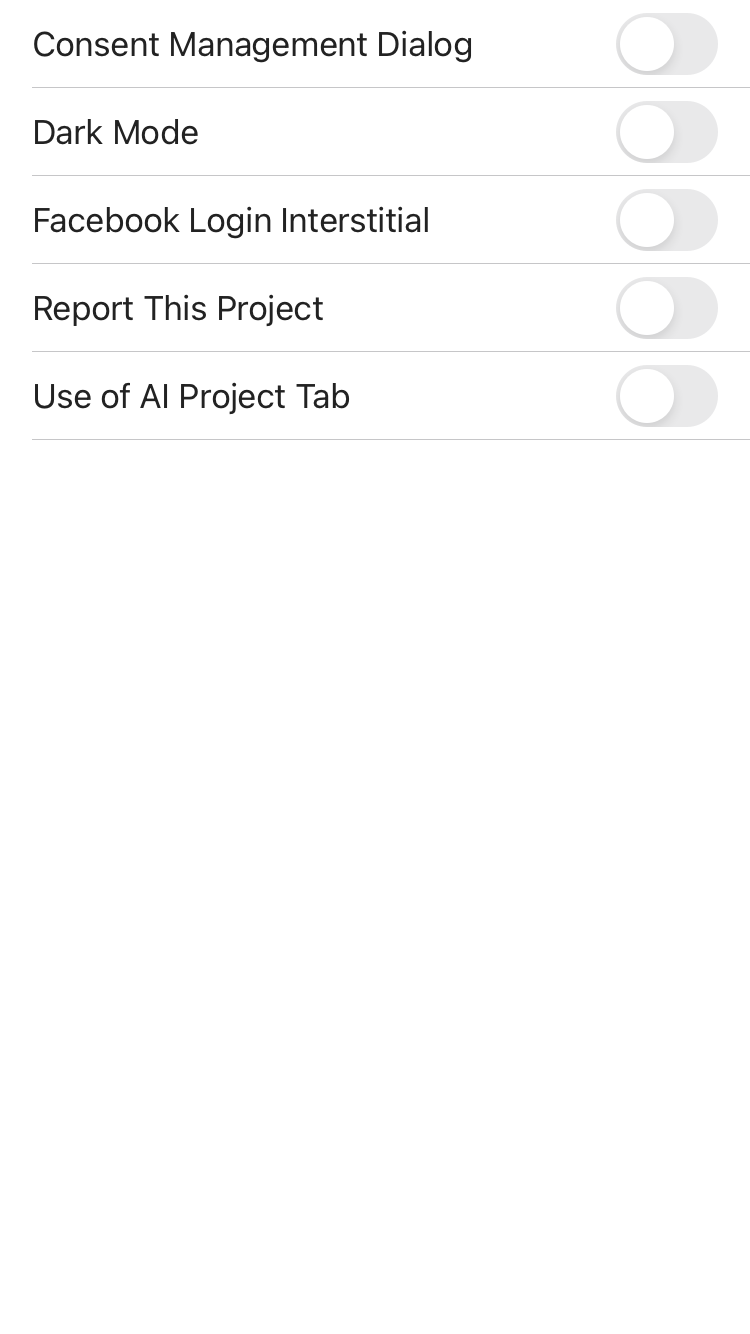 Consent Management Dialog
Dark Mode
Facebook Login Interstitial
Report This Project
Use of AI Project Tab